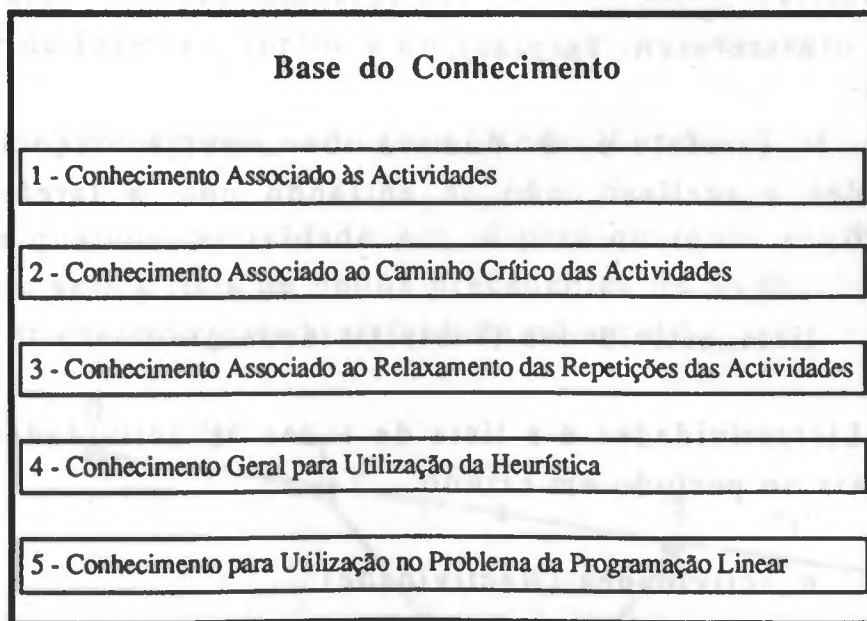 Base do Conhecimento
1 - Conhecimento Associado às Actividades
2 - Conhecimento Associado ao Caminho Crítico das Actividades
3 - Conhecimento Associado ao Relaxamento das Repetições das Actividades
4 - Conhecimento Geral para Utilização da Heurística
5 - Conhecimento para Utilização no Problema da Programação Linear